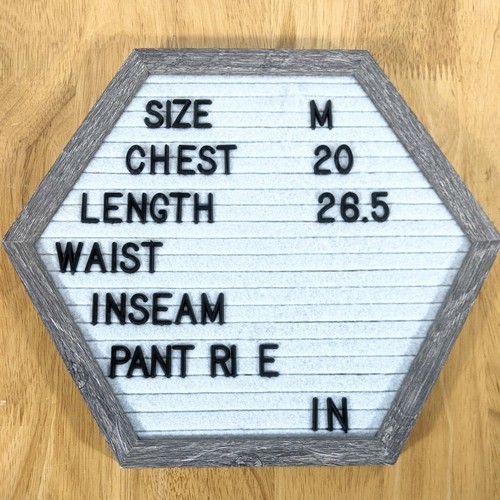 SIZE M
CHEST 20
LENGTH 26.5
WAIST
INSEAM
PANT RI E
IN